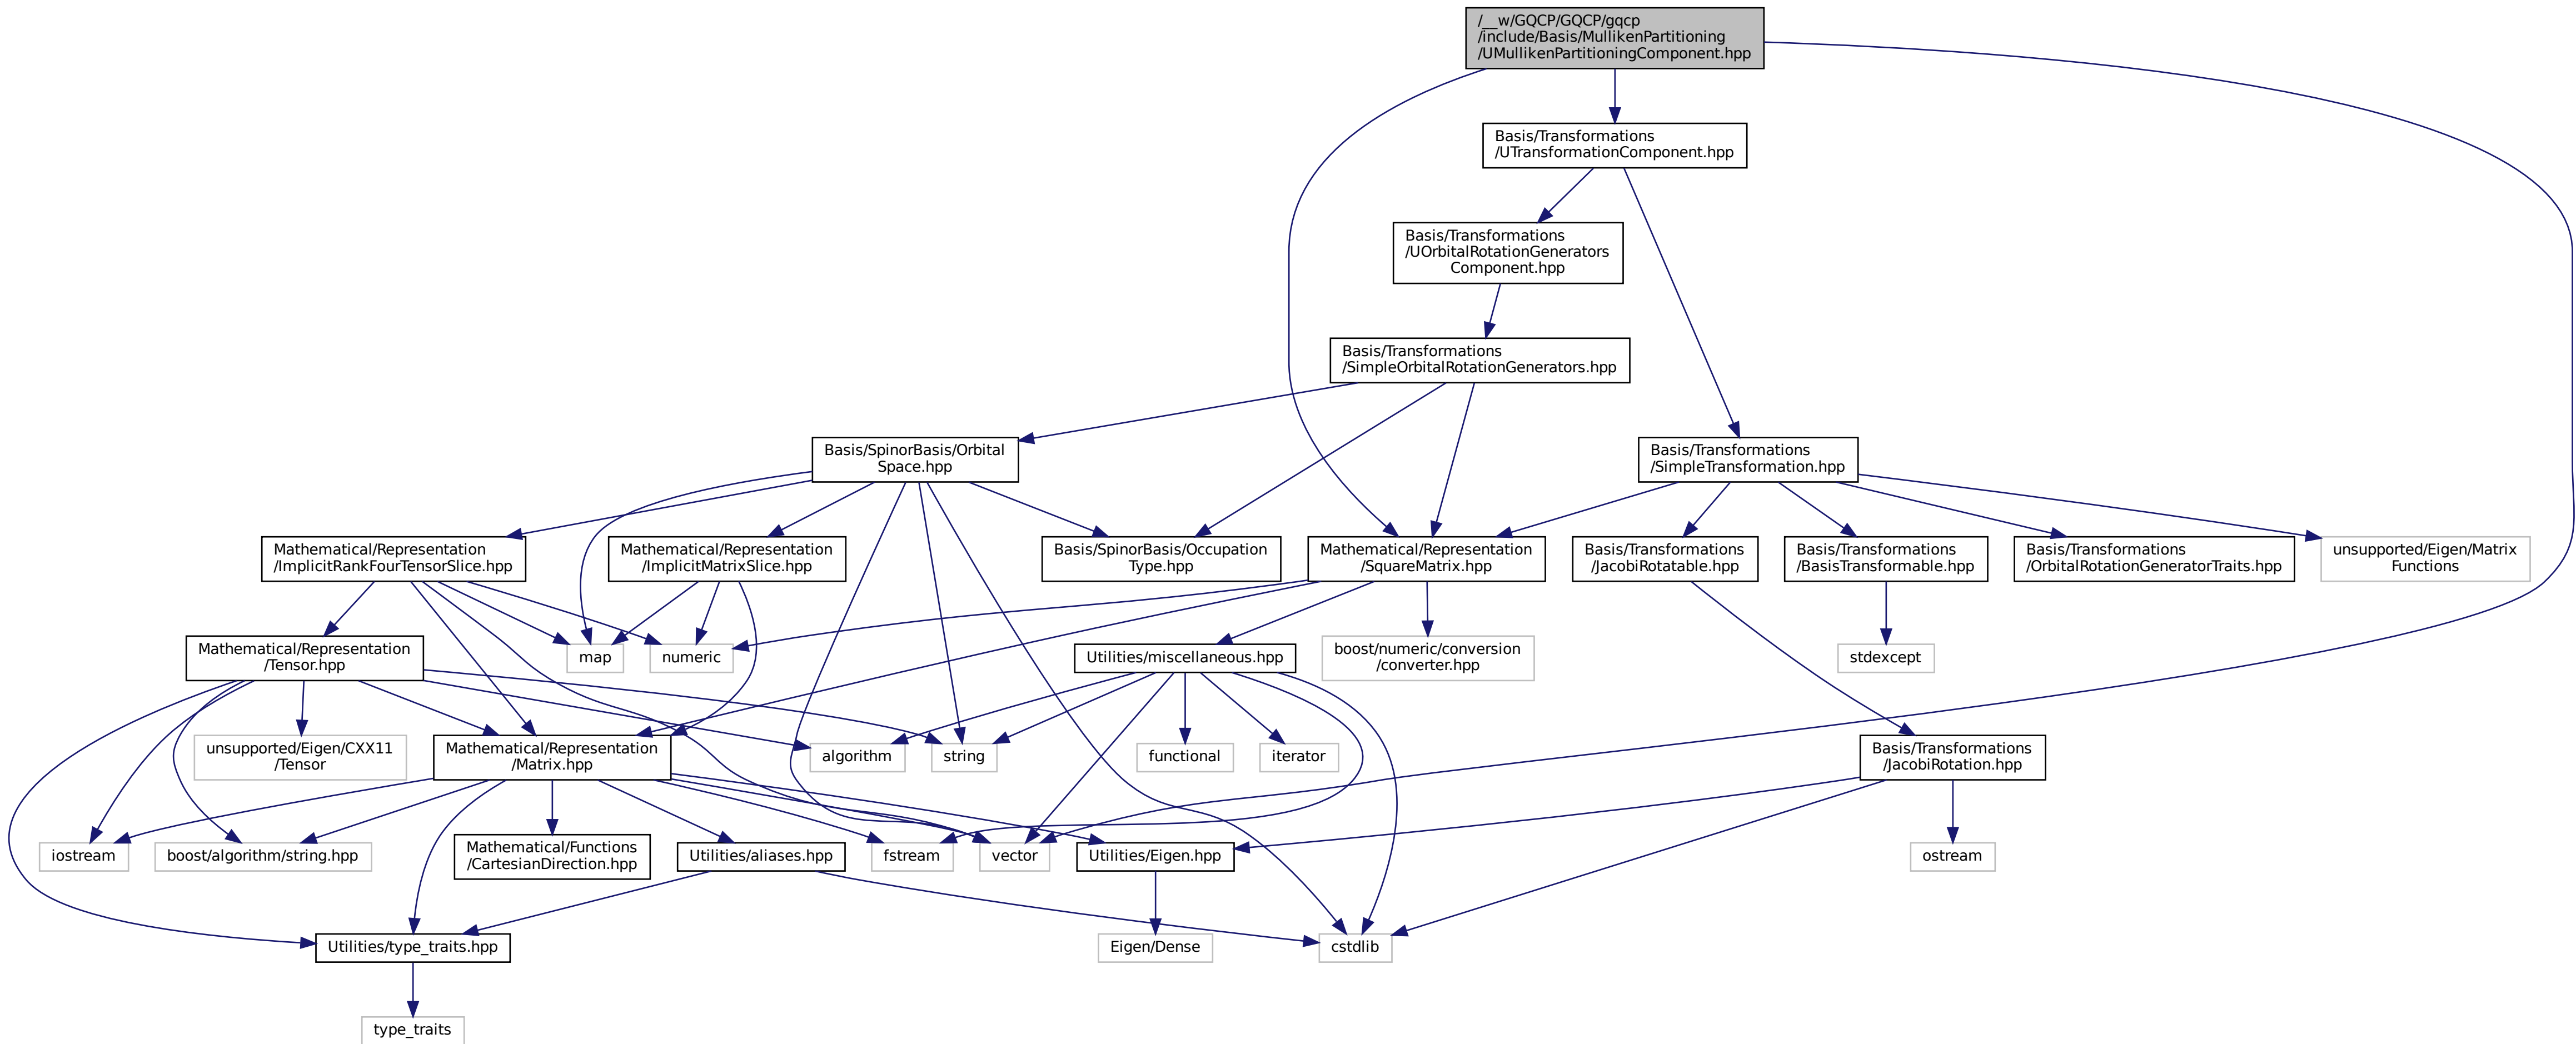 /__w/GQCP/GQCP/gqcp
/include/Basis/MullikenPartitioning
/UMullikenPartitioningComponent.hpp
Basis/Transformations
/UTransformationComponent.hpp
Basis/Transformations
/UOrbitalRotationGenerators
Component.hpp
Basis/Transformations
/SimpleOrbitalRotationGenerators.hpp
Basis/SpinorBasis/Orbital
Space.hpp
Basis/Transformations
/SimpleTransformation.hpp
Mathematical/Representation
/ImplicitRankFourTensorSlice.hpp
Mathematical/Representation
/ImplicitMatrixSlice.hpp
Basis/SpinorBasis/Occupation
Type.hpp
Mathematical/Representation
/SquareMatrix.hpp
Basis/Transformations
/JacobiRotatable.hpp
Basis/Transformations
/BasisTransformable.hpp
Basis/Transformations
/OrbitalRotationGeneratorTraits.hpp
unsupported/Eigen/Matrix
Functions
Mathematical/Representation
/Tensor.hpp
map
numeric
Utilities/miscellaneous.hpp
boost/numeric/conversion
/converter.hpp
stdexcept
unsupported/Eigen/CXX11
/Tensor
Mathematical/Representation
/Matrix.hpp
algorithm
string
functional
iterator
Basis/Transformations
/JacobiRotation.hpp
iostream
boost/algorithm/string.hpp
Mathematical/Functions
/CartesianDirection.hpp
Utilities/aliases.hpp
fstream
vector
Utilities/Eigen.hpp
ostream
Utilities/type_traits.hpp
Eigen/Dense
cstdlib
type_traits